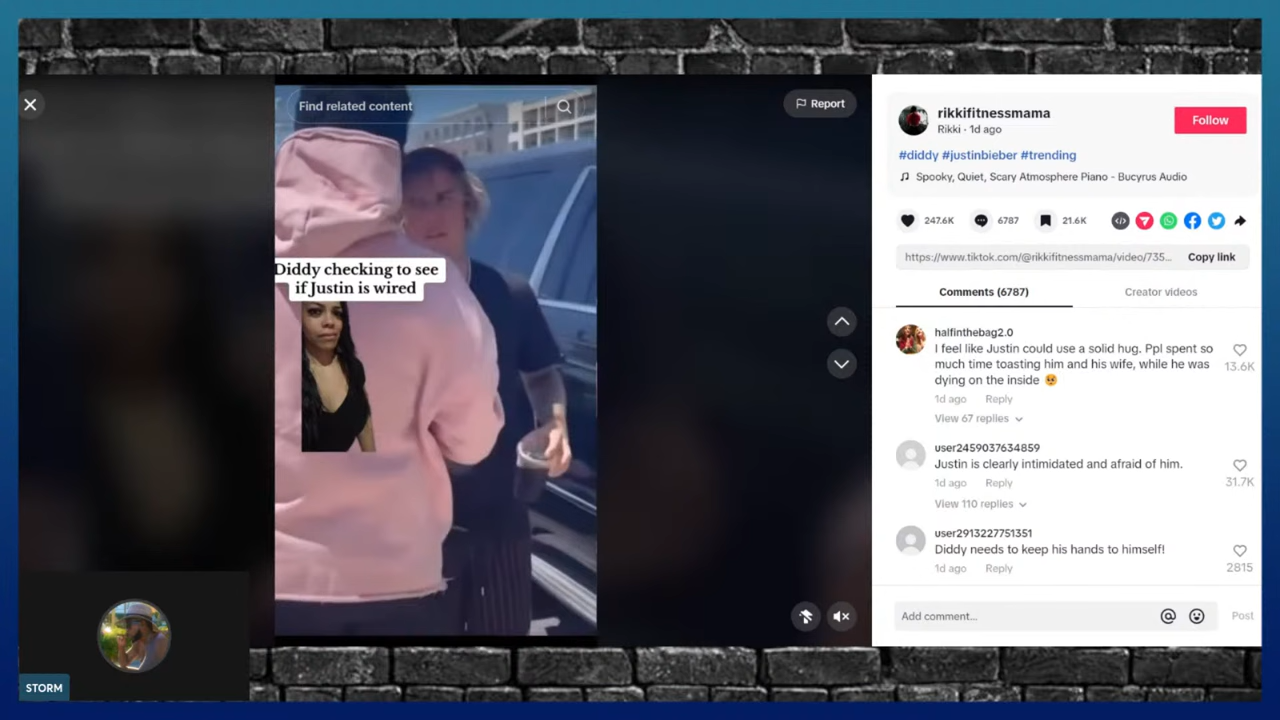 Find related content
Report
Diddy checking to see
if Justin is wired
STORM
rikkifitnessmama
Rikki · 1d ago
Follow
#diddy #justinbieber #trending
Spooky, Quiet, Scary Atmosphere Piano - Bucyrus Audio
247.6K
6787
21.6K
https://www.tiktok.com/@rikkifitnessmama/video/735...
Copy link
Comments (6787)
Creator videos
halfinthebag2.0
I feel like Justin could use a solid hug. Ppl spent so
much time toasting him and his wife, while he was
dying on the inside 🥺
13.6K
1d ago
Reply
View 67 replies
user2459037634859
Justin is clearly intimidated and afraid of him.
31.7K
1d ago
Reply
View 110 replies
user2913227751351
Diddy needs to keep his hands to himself!
2815
1d ago
Reply
Add comment...
@
Post